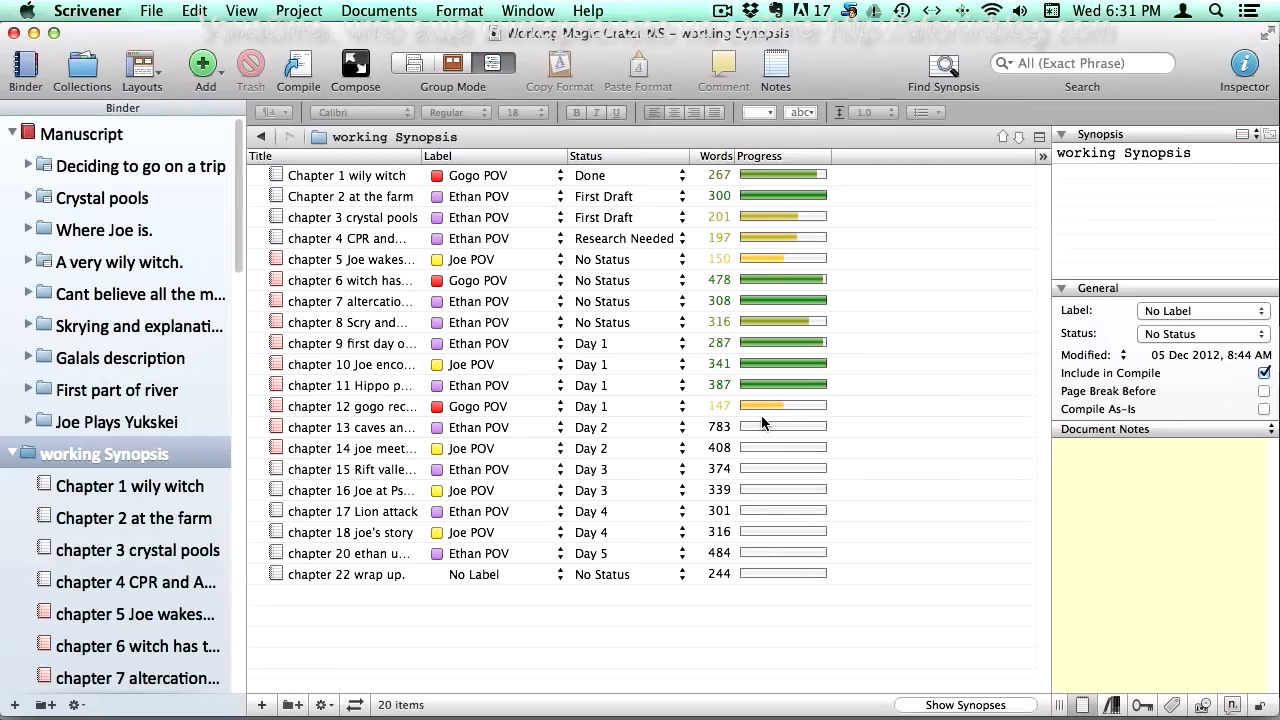 Scrivener File Edit View Project Documents Format Window Help 17 Wed 6:31 PM
Working Magic Crater MS - working Synopsis
Binder Collections Layouts Add Trash Compile Compose Group Mode Copy Format Paste Format Comment Notes Find Synopsis All (Exact Phrase) Search Inspector
Binder
Calibri Regular 18 B I U abc 1.0
Manuscript
Deciding to go on a trip
Crystal pools
Where Joe is.
A very wily witch.
Cant believe all the m...
Skrying and explanati...
Galals description
First part of river
Joe Plays Yukskei
working Synopsis
Chapter 1 wily witch
Chapter 2 at the farm
chapter 3 crystal pools
chapter 4 CPR and A...
chapter 5 Joe wakes...
chapter 6 witch has t...
chapter 7 altercation...
working Synopsis
Title Label Status Words Progress »
Chapter 1 wily witch Gogo POV Done 267
Chapter 2 at the farm Ethan POV First Draft 300
chapter 3 crystal pools Ethan POV First Draft 201
chapter 4 CPR and... Ethan POV Research Needed 197
chapter 5 Joe wakes... Joe POV No Status 150
chapter 6 witch has... Gogo POV No Status 478
chapter 7 altercatio... Ethan POV No Status 308
chapter 8 Scry and... Ethan POV No Status 316
chapter 9 first day o... Ethan POV Day 1 287
chapter 10 Joe enco... Joe POV Day 1 341
chapter 11 Hippo p... Ethan POV Day 1 387
chapter 12 gogo rec... Gogo POV Day 1 147
chapter 13 caves an... Ethan POV Day 2 783
chapter 14 joe meet... Joe POV Day 2 408
chapter 15 Rift valle... Ethan POV Day 3 374
chapter 16 Joe at Ps... Joe POV Day 3 339
chapter 17 Lion attack Ethan POV Day 4 301
chapter 18 joe's story Joe POV Day 4 316
chapter 20 ethan u... Ethan POV Day 5 484
chapter 22 wrap up. No Label No Status 244
20 items
Show Synopses
Synopsis
working Synopsis
General
Label: No Label
Status: No Status
Modified: 05 Dec 2012, 8:44 AM
Include in Compile
Page Break Before
Compile As-Is
Document Notes